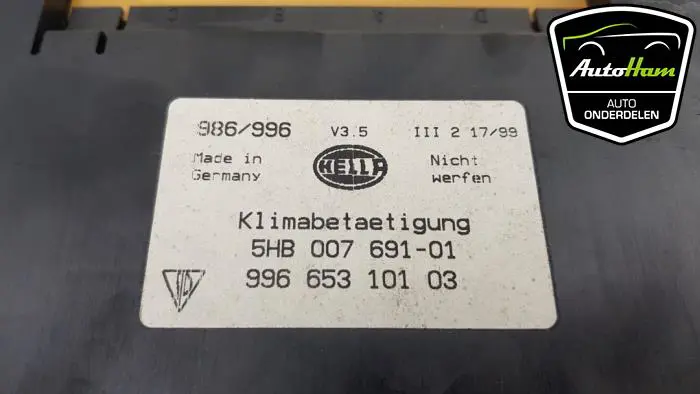 986/996 V3.5 III 2 17/99
Made in
Germany
HELLA
Nicht
werfen
Klimabetaetigung
5HB 007 691-01
996 653 101 03
AutoHam
AUTO
ONDERDELEN